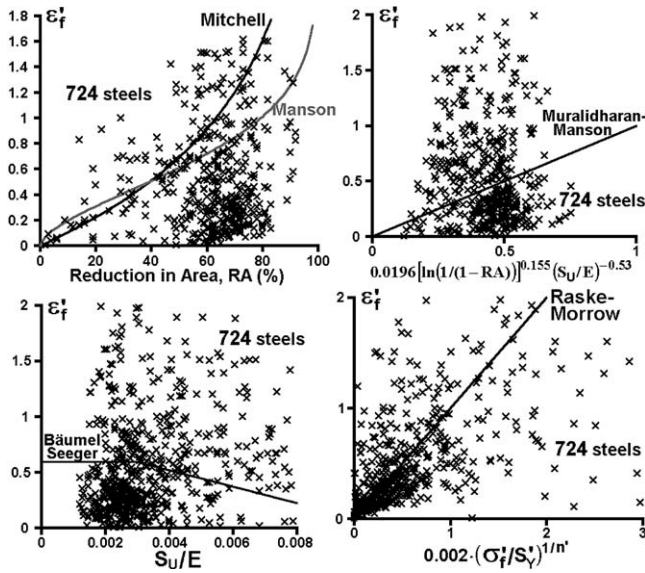 ε'f
1.8
1.6
1.4
1.2
1
0.8
0.6
0.4
0.2
0
Mitchell
724 steels
Manson
0 20 40 60 80 100
Reduction in Area, RA (%)
ε'f
2
1.5
1
0.5
0
Muralidharan-
Manson
724 steels
0 0.5 1
0.0196[ln(1/(1−RA))]^0.155 (S_U/E)^−0.53
ε'f
2
1.5
1
0.5
0
724 steels
Bäumel
Seeger
0 0.002 0.004 0.006 0.008
S_U/E
ε'f
2
1
0
Raske-
Morrow
724 steels
0 1 2 3
0.002·(σ'f/S'Y)^1/n'